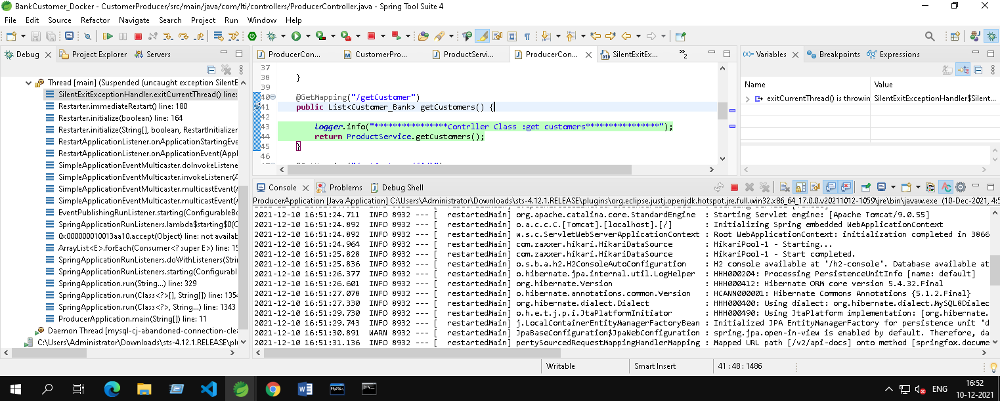 BankCustomer_Docker - CustomerProducer/src/main/java/com/lti/controllers/ProducerController.java - Spring Tool Suite 4
File Edit Source Refactor Navigate Search Project Run Window Help
Debug Project Explorer Servers
Thread [main] (Suspended (uncaught exception SilentE
SilentExitExceptionHandler.exitCurrentThread() line:
Restarter.immediateRestart() line: 180
Restarter.initialize(boolean) line: 164
Restarter.initialize(String[], boolean, RestartInitializer
RestartApplicationListener.onApplicationStartingEve
RestartApplicationListener.onApplicationEvent(Appl
SimpleApplicationEventMulticaster.doInvokeListene
SimpleApplicationEventMulticaster.invokeListener(A
SimpleApplicationEventMulticaster.multicastEvent(A
SimpleApplicationEventMulticaster.multicastEvent(A
EventPublishingRunListener.starting(ConfigurableBo
SpringApplicationRunListeners.lambda$starting$0(C
0x000000010013aa10.accept(Object) line: not availab
ArrayList<E>.forEach(Consumer<? super E>) line: 15
SpringApplicationRunListeners.doWithListeners(Strin
SpringApplicationRunListeners.starting(Configurabl
SpringApplication.run(String...) line: 329
SpringApplication.run(Class<?>[], String[]) line: 1354
SpringApplication.run(Class<?>, String...) line: 1343
ProducerApplication.main(String[]) line: 11
Daemon Thread [mysql-cj-abandoned-connection-cle
C:\Users\Administrator\Downloads\sts-4.12.1.RELEASE\plu
ProducerCon... CustomerPro... ProductServi... ProducerCon... SilentExitEx... 2
37
38 }
39
40 @GetMapping("/getCustomer")
41 public List<Customer_Bank> getCustomers() {
42
43 logger.info("****************Contrller Class :get customers****************");
44 return ProductService.getCustomers();
45 }
46
Variables Breakpoints Expressions
Name Value
exitCurrentThread() is throwin SilentExitExceptionHandler$Silent...
Console Problems Debug Shell
ProducerApplication [Java Application] C:\Users\Administrator\Downloads\sts-4.12.1.RELEASE\plugins\org.eclipse.justj.openjdk.hotspot.jre.full.win32.x86_64_17.0.0.v20211012-1059\jre\bin\javaw.exe (10-Dec-2021, 4:5
2021-12-10 16:51:24.711 INFO 8932 --- [ restartedMain] org.apache.catalina.core.StandardEngine : Starting Servlet engine: [Apache Tomcat/9.0.55]
2021-12-10 16:51:24.892 INFO 8932 --- [ restartedMain] o.a.c.c.C.[Tomcat].[localhost].[/] : Initializing Spring embedded WebApplicationContext
2021-12-10 16:51:24.892 INFO 8932 --- [ restartedMain] w.s.c.ServletWebServerApplicationContext : Root WebApplicationContext: initialization completed in 3866
2021-12-10 16:51:24.964 INFO 8932 --- [ restartedMain] com.zaxxer.hikari.HikariDataSource : HikariPool-1 - Starting...
2021-12-10 16:51:25.828 INFO 8932 --- [ restartedMain] com.zaxxer.hikari.HikariDataSource : HikariPool-1 - Start completed.
2021-12-10 16:51:25.836 INFO 8932 --- [ restartedMain] o.s.b.a.h2.H2ConsoleAutoConfiguration : H2 console available at '/h2-console'. Database available at
2021-12-10 16:51:26.377 INFO 8932 --- [ restartedMain] o.hibernate.jpa.internal.util.LogHelper : HHH000204: Processing PersistenceUnitInfo [name: default]
2021-12-10 16:51:26.601 INFO 8932 --- [ restartedMain] org.hibernate.Version : HHH000412: Hibernate ORM core version 5.4.32.Final
2021-12-10 16:51:27.078 INFO 8932 --- [ restartedMain] o.hibernate.annotations.common.Version : HCANN000001: Hibernate Commons Annotations {5.1.2.Final}
2021-12-10 16:51:27.330 INFO 8932 --- [ restartedMain] org.hibernate.dialect.Dialect : HHH000400: Using dialect: org.hibernate.dialect.MySQL8Dialec
2021-12-10 16:51:29.730 INFO 8932 --- [ restartedMain] o.h.e.t.j.p.i.JtaPlatformInitiator : HHH000490: Using JtaPlatform implementation: [org.hibernate.
2021-12-10 16:51:29.743 INFO 8932 --- [ restartedMain] j.LocalContainerEntityManagerFactoryBean : Initialized JPA EntityManagerFactory for persistence unit 'd
2021-12-10 16:51:30.891 WARN 8932 --- [ restartedMain] JpaBaseConfiguration$JpaWebConfiguration : spring.jpa.open-in-view is enabled by default. Therefore, da
2021-12-10 16:51:31.136 INFO 8932 --- [ restartedMain] pertySourcedRequestMappingHandlerMapping : Mapped URL path [/v2/api-docs] onto method [springfox.docume
Writable Smart Insert 41 : 48 : 1486
ENG
16:52
10-12-2021